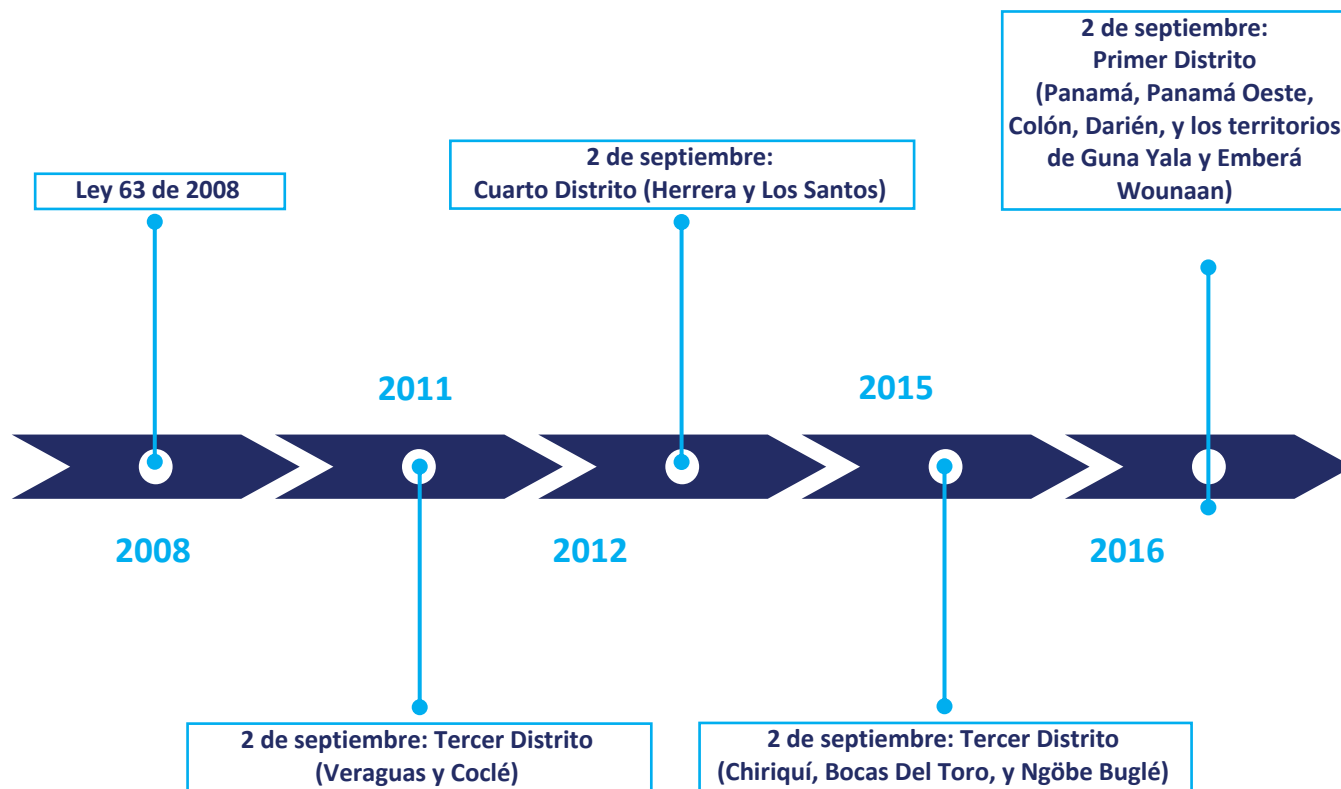 2 de septiembre:
Primer Distrito
(Panamá, Panamá Oeste,
Colón, Darién, y los territorios
de Guna Yala y Emberá
Wounaan)
2 de septiembre:
Cuarto Distrito (Herrera y Los Santos)
Ley 63 de 2008
2011
2015
2008
2012
2016
2 de septiembre: Tercer Distrito
(Veraguas y Coclé)
2 de septiembre: Tercer Distrito
(Chiriquí, Bocas Del Toro, y Ngöbe Buglé)